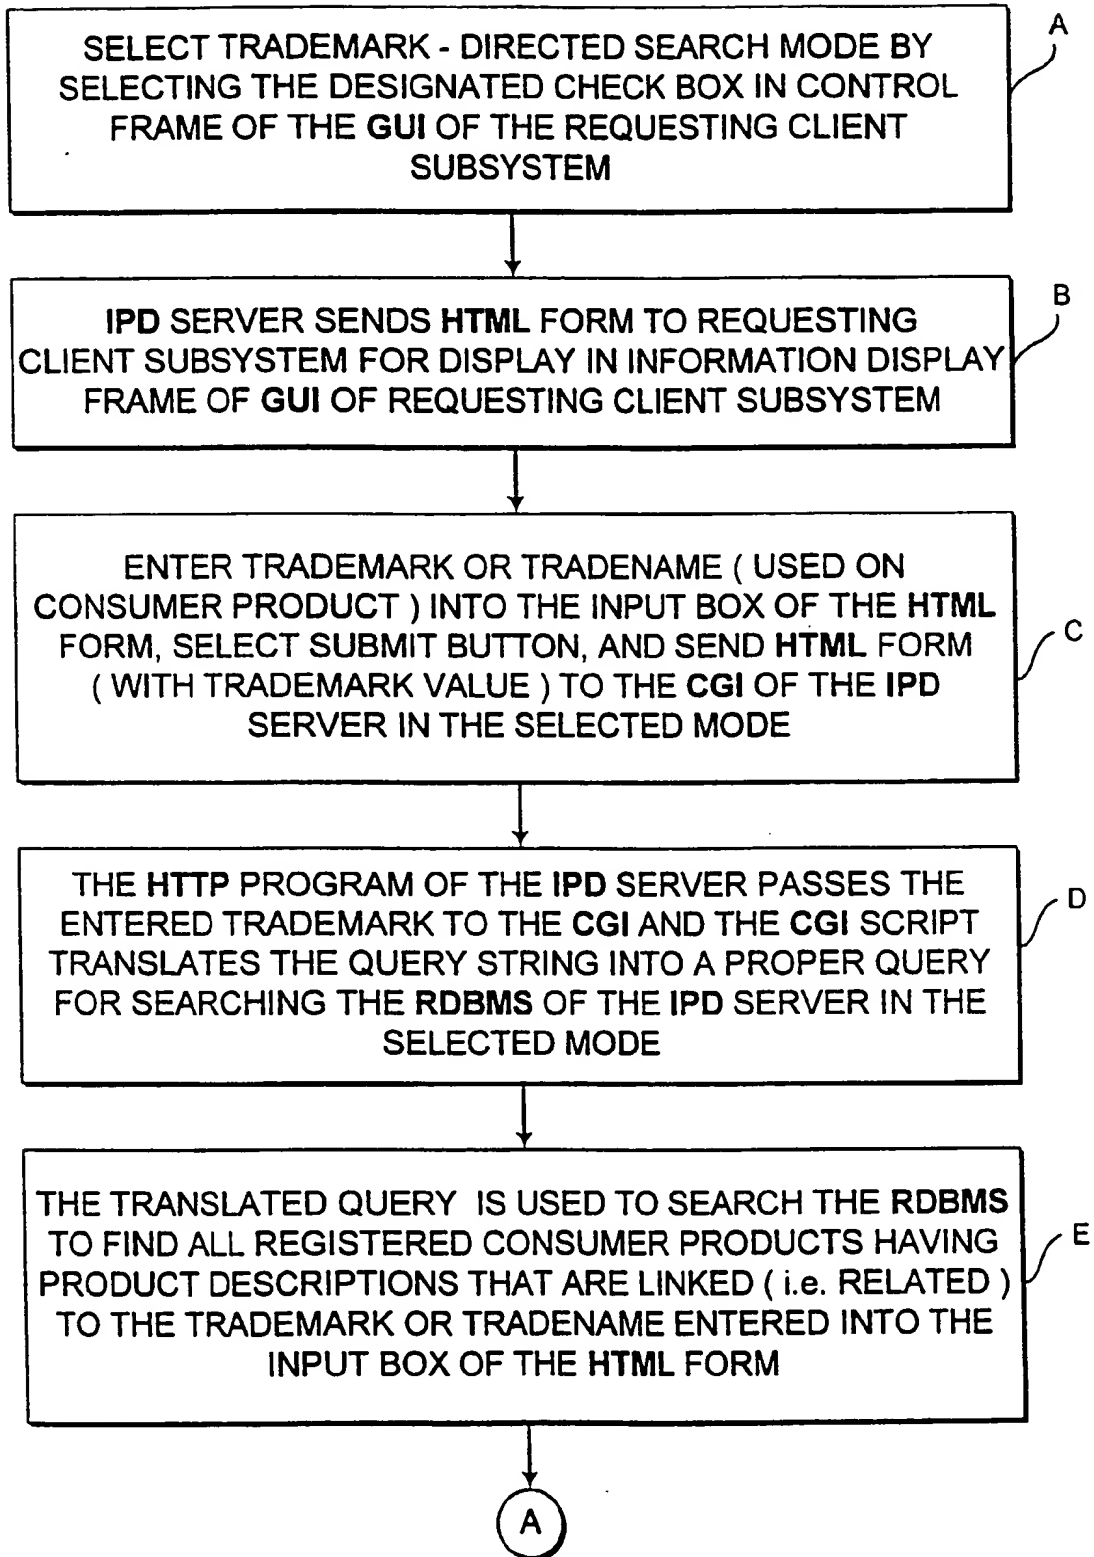 SELECT TRADEMARK - DIRECTED SEARCH MODE BY
SELECTING THE DESIGNATED CHECK BOX IN CONTROL
FRAME OF THE GUI OF THE REQUESTING CLIENT
SUBSYSTEM
A
IPD SERVER SENDS HTML FORM TO REQUESTING
CLIENT SUBSYSTEM FOR DISPLAY IN INFORMATION DISPLAY
FRAME OF GUI OF REQUESTING CLIENT SUBSYSTEM
B
ENTER TRADEMARK OR TRADENAME ( USED ON
CONSUMER PRODUCT ) INTO THE INPUT BOX OF THE HTML
FORM, SELECT SUBMIT BUTTON, AND SEND HTML FORM
( WITH TRADEMARK VALUE ) TO THE CGI OF THE IPD
SERVER IN THE SELECTED MODE
C
THE HTTP PROGRAM OF THE IPD SERVER PASSES THE
ENTERED TRADEMARK TO THE CGI AND THE CGI SCRIPT
TRANSLATES THE QUERY STRING INTO A PROPER QUERY
FOR SEARCHING THE RDBMS OF THE IPD SERVER IN THE
SELECTED MODE
D
THE TRANSLATED QUERY IS USED TO SEARCH THE RDBMS
TO FIND ALL REGISTERED CONSUMER PRODUCTS HAVING
PRODUCT DESCRIPTIONS THAT ARE LINKED ( i.e. RELATED )
TO THE TRADEMARK OR TRADENAME ENTERED INTO THE
INPUT BOX OF THE HTML FORM
E
A